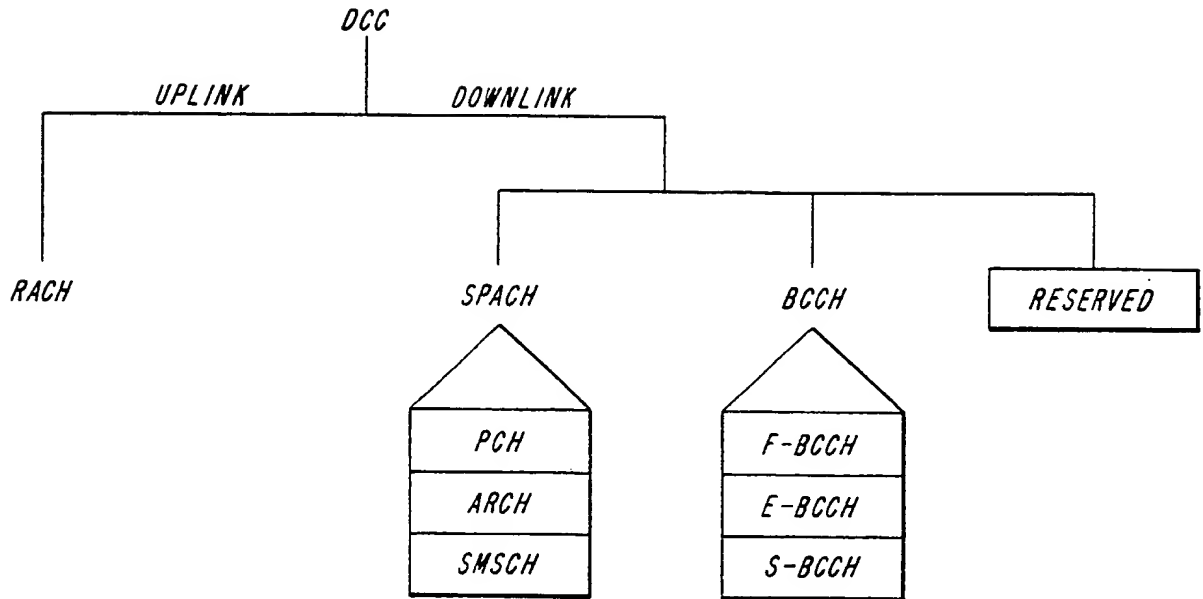 DCC
UPLINK DOWNLINK
RACH SPACH BCCH RESERVED
PCH F-BCCH
ARCH E-BCCH
SMSCH S-BCCH